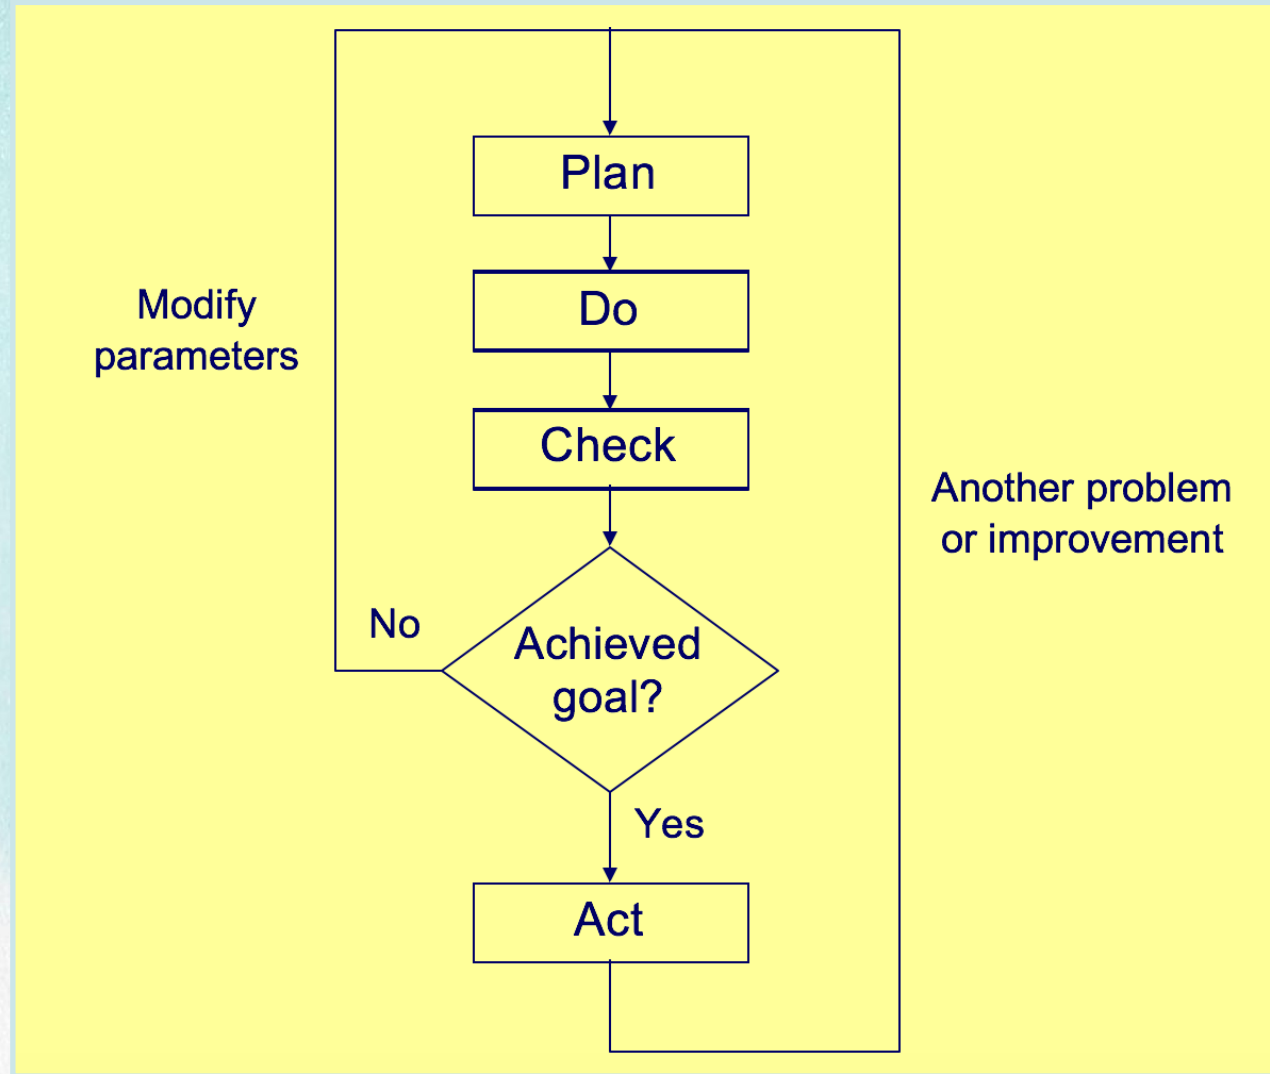 Plan
Do
Modify
parameters
Check
Another problem
or improvement
No
Achieved
goal?
Yes
Act